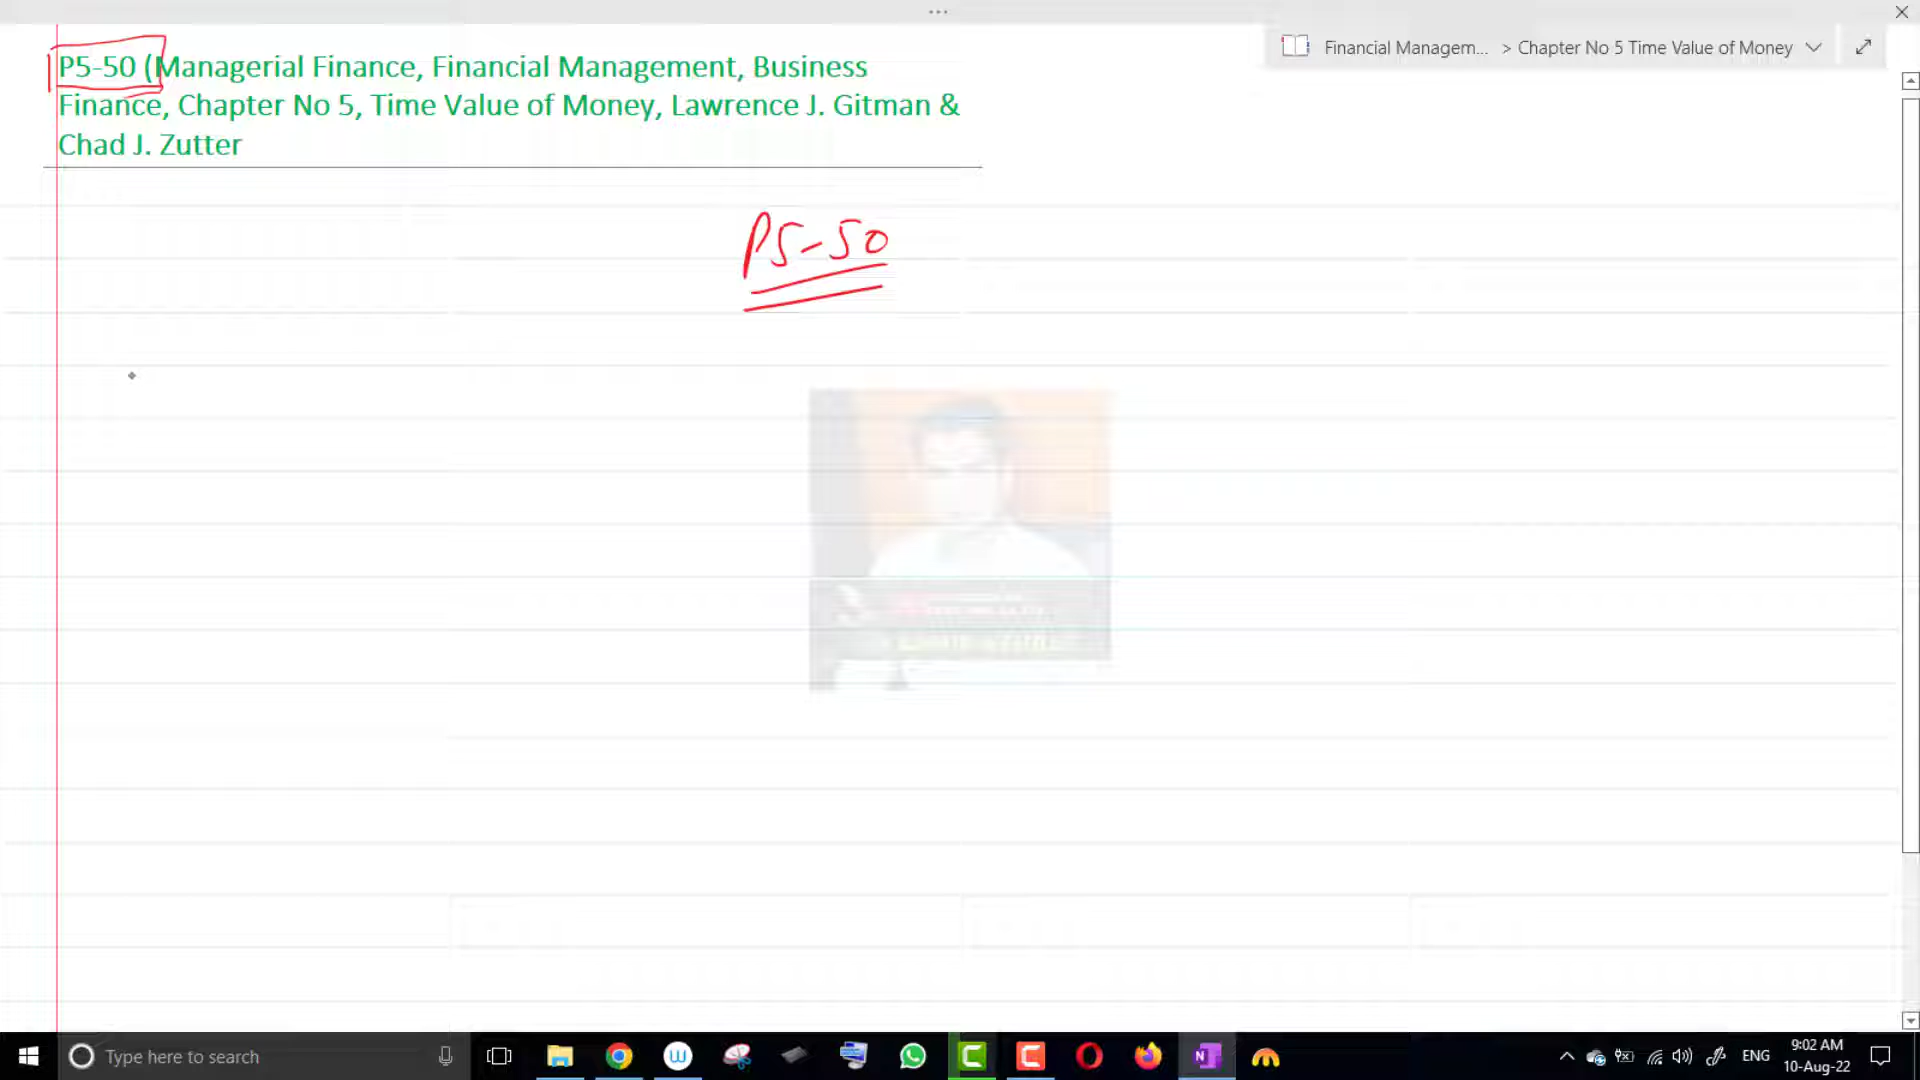 P5-50 (Managerial Finance, Financial Management, Business
Finance, Chapter No 5, Time Value of Money, Lawrence J. Gitman &
Chad J. Zutter
Financial Managem... > Chapter No 5 Time Value of Money
P5-50
Type here to search
ENG
9:02 AM
10-Aug-22